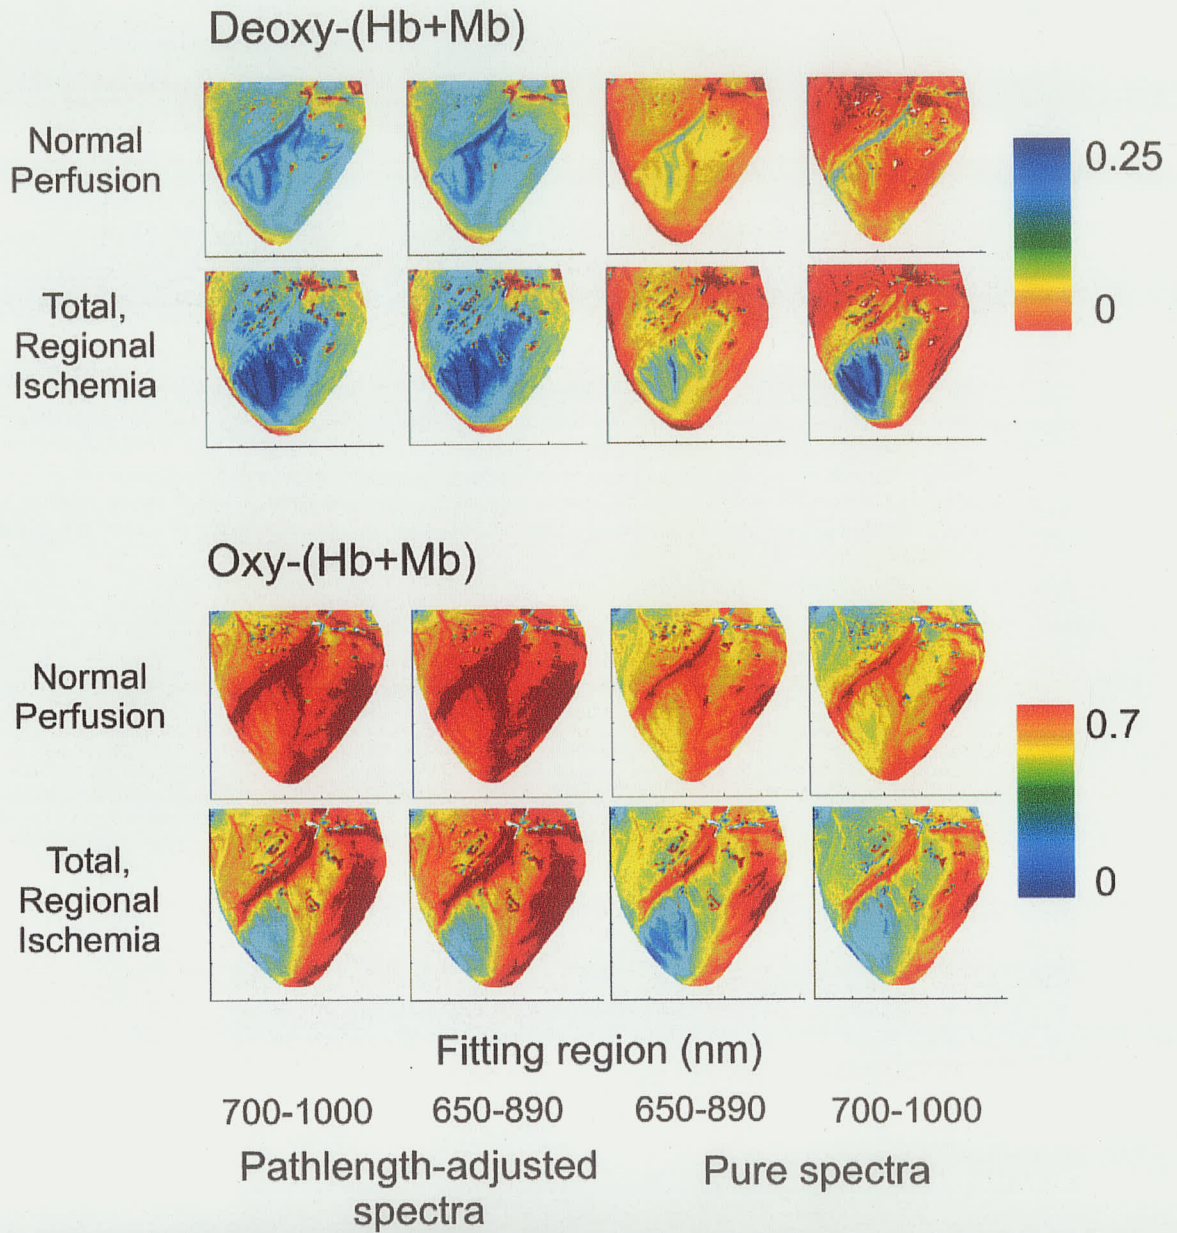 Deoxy-(Hb+Mb)
Normal
Perfusion
0.25
0
Total,
Regional
Ischemia
Oxy-(Hb+Mb)
Normal
Perfusion
0.7
0
Total,
Regional
Ischemia
Fitting region (nm)
700-1000 650-890 650-890 700-1000
Pathlength-adjusted
spectra
Pure spectra